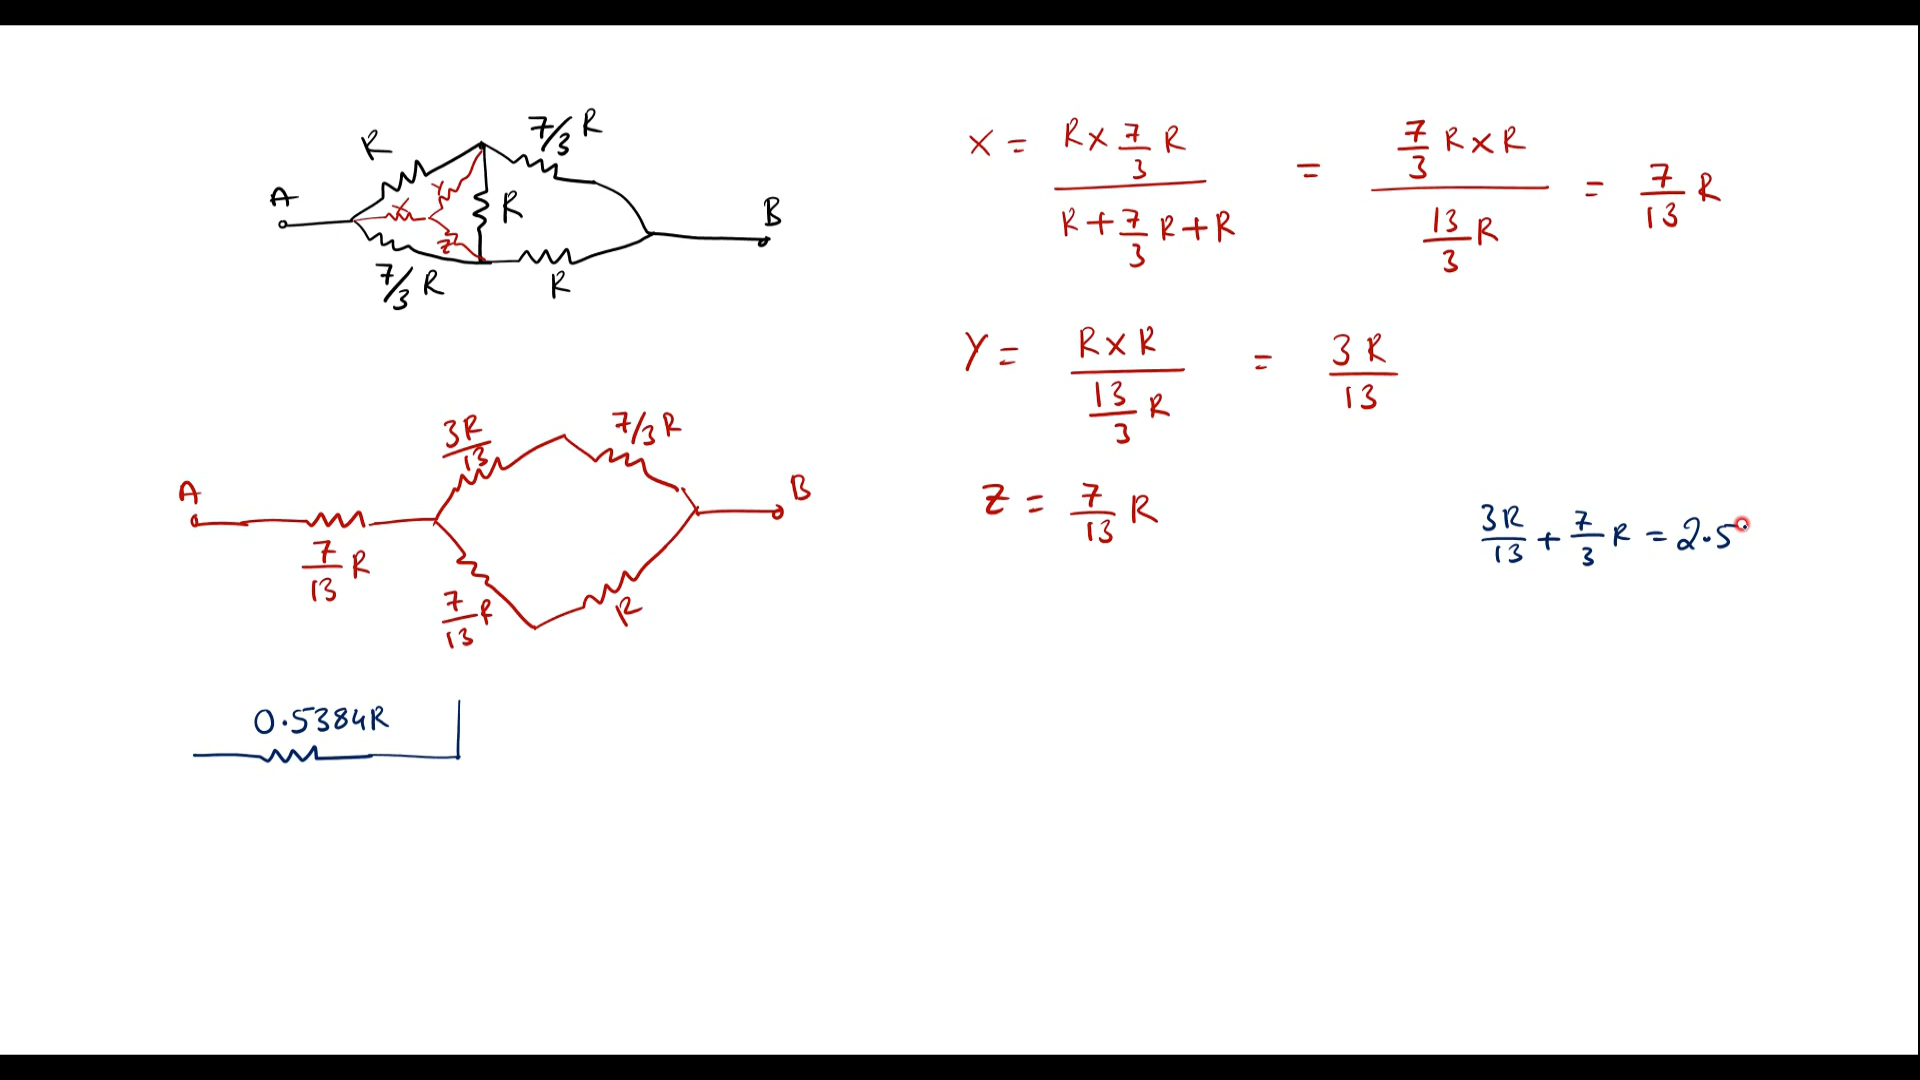 R
7/3 R
A
Y
X
R
B
Z
7/3 R
R
X = R x 7/3 R / R + 7/3 R + R = 7/3 R x R / 13/3 R = 7/13 R
Y = R x R / 13/3 R = 3R/13
3R/13
7/3 R
A
B
7/13 R
7/13 R
R
Z = 7/13 R
3R/13 + 7/3 R = 2.5
0.5384R